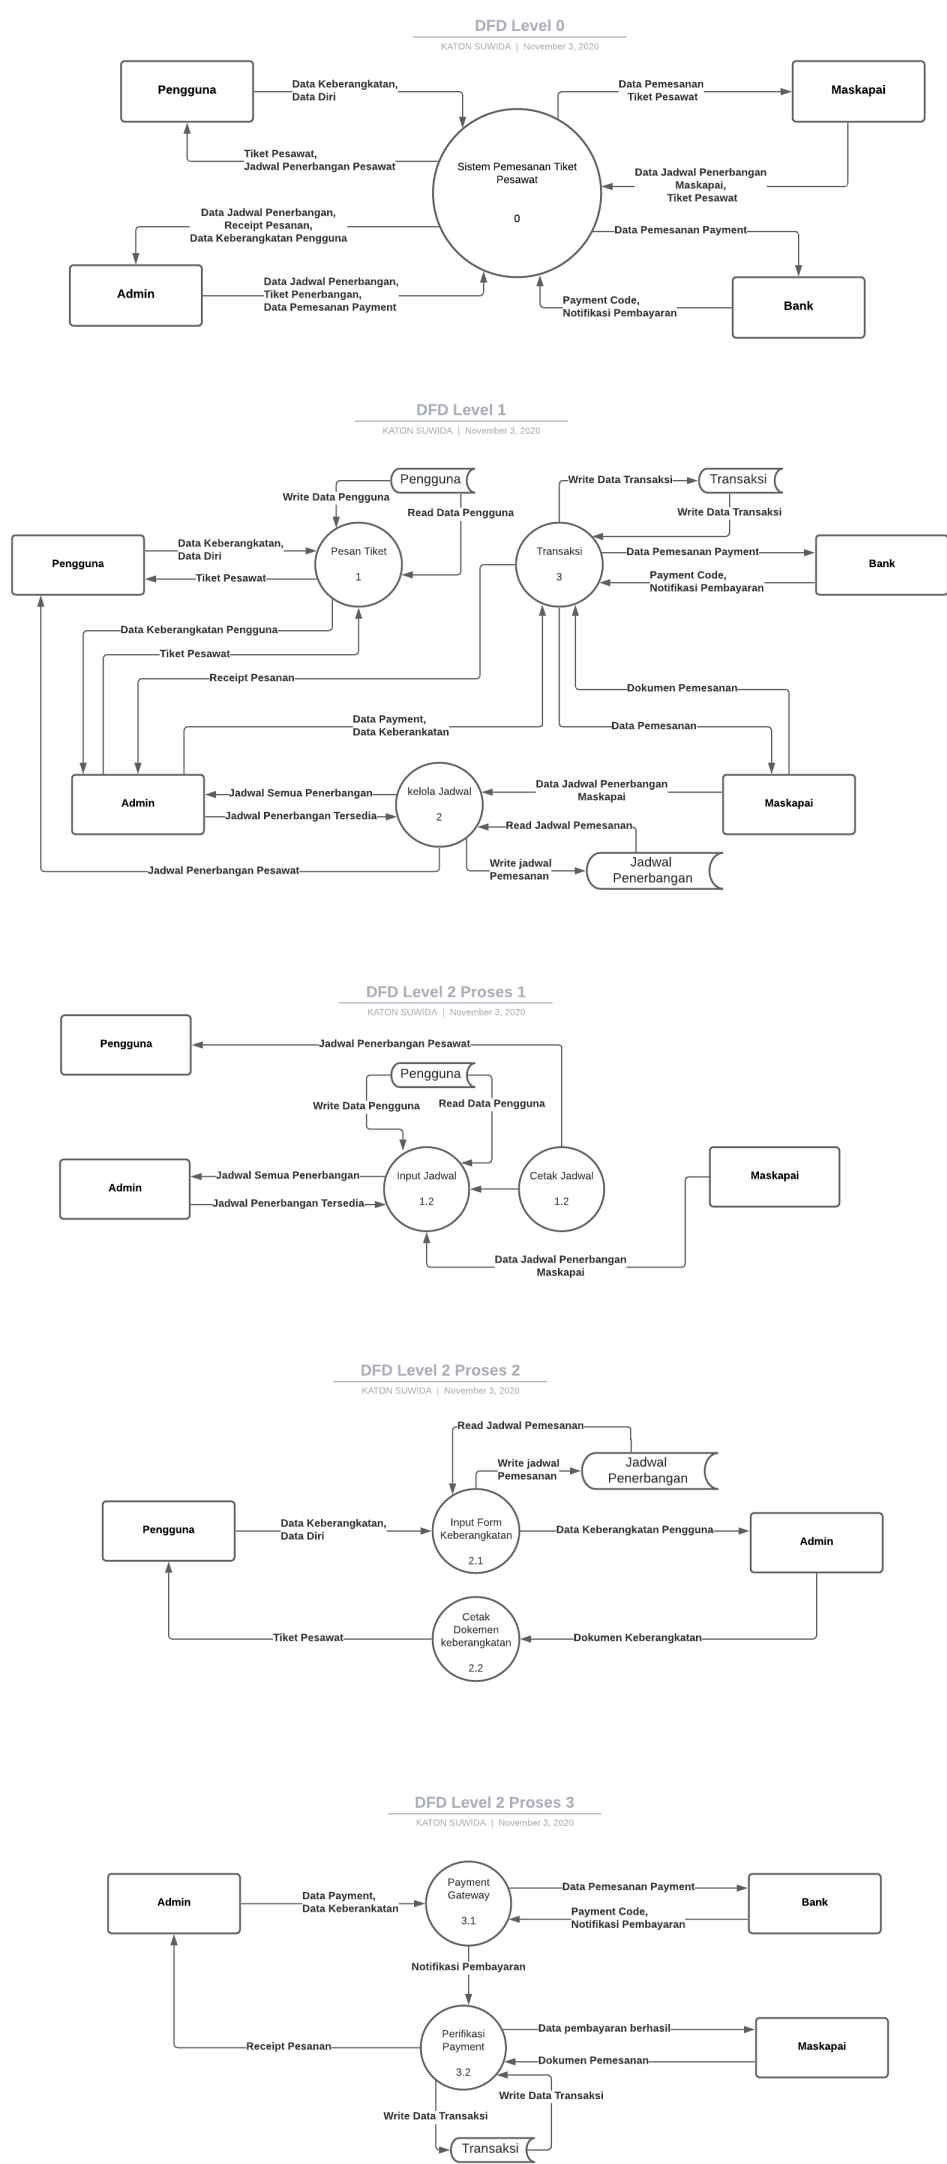 DFD Level 0
KATON SUWIDA | November 3, 2020
Pengguna
Data Keberangkatan,
Data Diri
Data Pemesanan
Tiket Pesawat
Maskapai
Tiket Pesawat,
Jadwal Penerbangan Pesawat
Sistem Pemesanan Tiket
Pesawat
0
Data Jadwal Penerbangan
Maskapai,
Tiket Pesawat
Data Jadwal Penerbangan,
Receipt Pesanan,
Data Keberangkatan Pengguna
Data Pemesanan Payment
Admin
Data Jadwal Penerbangan,
Tiket Penerbangan,
Data Pemesanan Payment
Payment Code,
Notifikasi Pembayaran
Bank
DFD Level 1
KATON SUWIDA | November 3, 2020
Pengguna
Write Data Pengguna
Read Data Pengguna
Write Data Transaksi
Transaksi
Write Data Transaksi
Pengguna
Data Keberangkatan,
Data Diri
Tiket Pesawat
Pesan Tiket
1
Transaksi
3
Data Pemesanan Payment
Payment Code,
Notifikasi Pembayaran
Bank
Data Keberangkatan Pengguna
Tiket Pesawat
Receipt Pesanan
Dokumen Pemesanan
Data Payment,
Data Keberankatan
Data Pemesanan
Admin
Jadwal Semua Penerbangan
Jadwal Penerbangan Tersedia
kelola Jadwal
2
Data Jadwal Penerbangan
Maskapai
Maskapai
Read Jadwal Pemesanan
Jadwal Penerbangan Pesawat
Write jadwal
Pemesanan
Jadwal
Penerbangan
DFD Level 2 Proses 1
KATON SUWIDA | November 3, 2020
Pengguna
Jadwal Penerbangan Pesawat
Pengguna
Write Data Pengguna
Read Data Pengguna
Admin
Jadwal Semua Penerbangan
Jadwal Penerbangan Tersedia
Input Jadwal
1.2
Cetak Jadwal
1.2
Maskapai
Data Jadwal Penerbangan
Maskapai
DFD Level 2 Proses 2
KATON SUWIDA | November 3, 2020
Read Jadwal Pemesanan
Write jadwal
Pemesanan
Jadwal
Penerbangan
Pengguna
Data Keberangkatan,
Data Diri
Input Form
Keberangkatan
2.1
Data Keberangkatan Pengguna
Admin
Tiket Pesawat
Cetak
Dokemen
keberangkatan
2.2
Dokumen Keberangkatan
DFD Level 2 Proses 3
KATON SUWIDA | November 3, 2020
Admin
Data Payment,
Data Keberankatan
Payment
Gateway
3.1
Data Pemesanan Payment
Payment Code,
Notifikasi Pembayaran
Bank
Notifikasi Pembayaran
Receipt Pesanan
Perifikasi
Payment
3.2
Data pembayaran berhasil
Dokumen Pemesanan
Maskapai
Write Data Transaksi
Write Data Transaksi
Transaksi